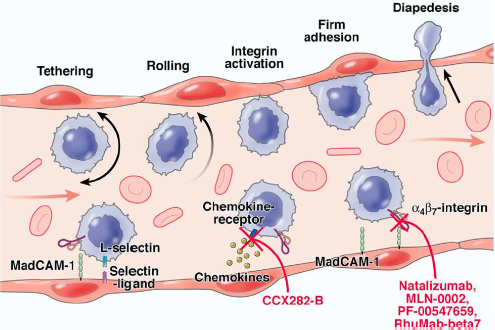 Diapedesis
Firm
adhesion
Integrin
activation
Rolling
Tethering
Chemokine-
receptor
α4β7-integrin
L-selectin
MadCAM-1
Selectin
-ligand
Chemokines
MadCAM-1
CCX282-B
Natalizumab,
MLN-0002,
PF-00547659,
RhuMab-beta7